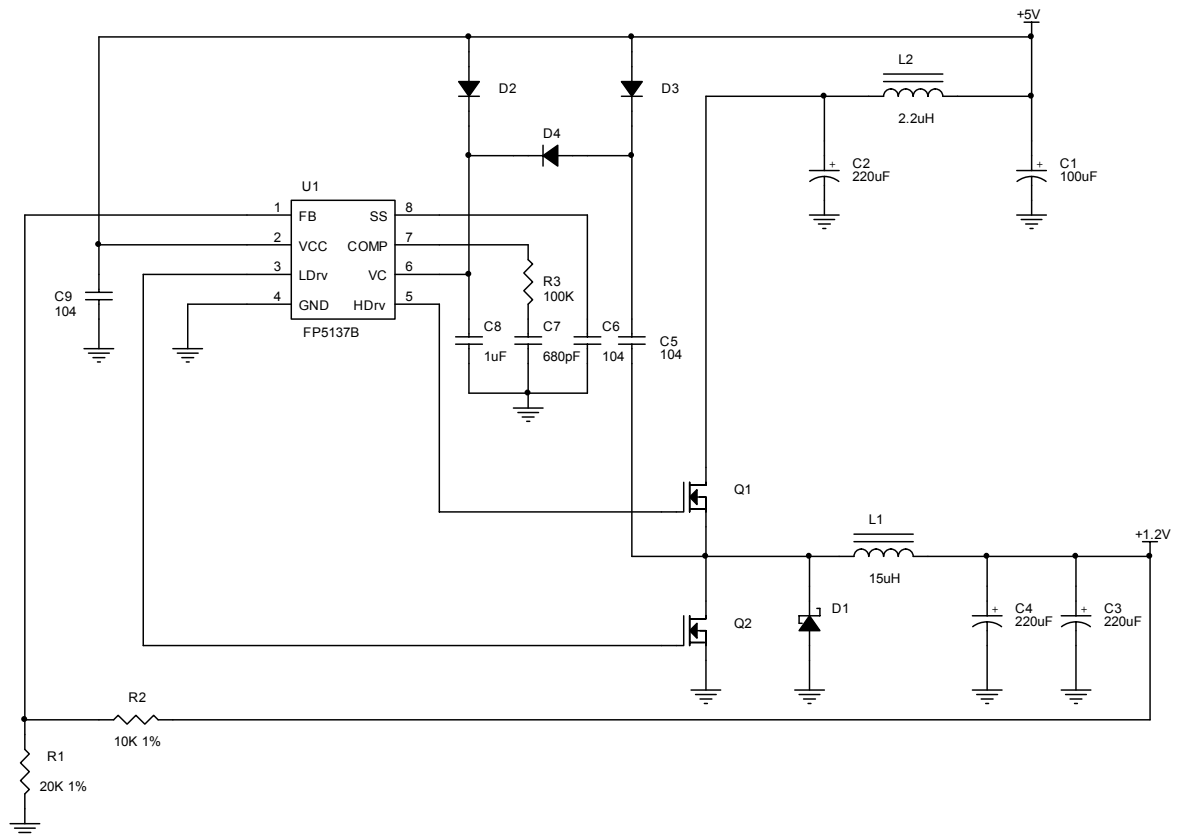 +5V
L2
2.2uH
D2
D3
D4
C2
220uF
C1
100uF
U1
1 FB SS 8
2 VCC COMP 7
3 LDrv VC 6
4 GND HDrv 5
FP5137B
C9
104
R3
100K
C8
1uF
C7
680pF
C6
104
C5
104
Q1
L1
15uH
+1.2V
Q2
D1
C4
220uF
C3
220uF
R2
10K 1%
R1
20K 1%